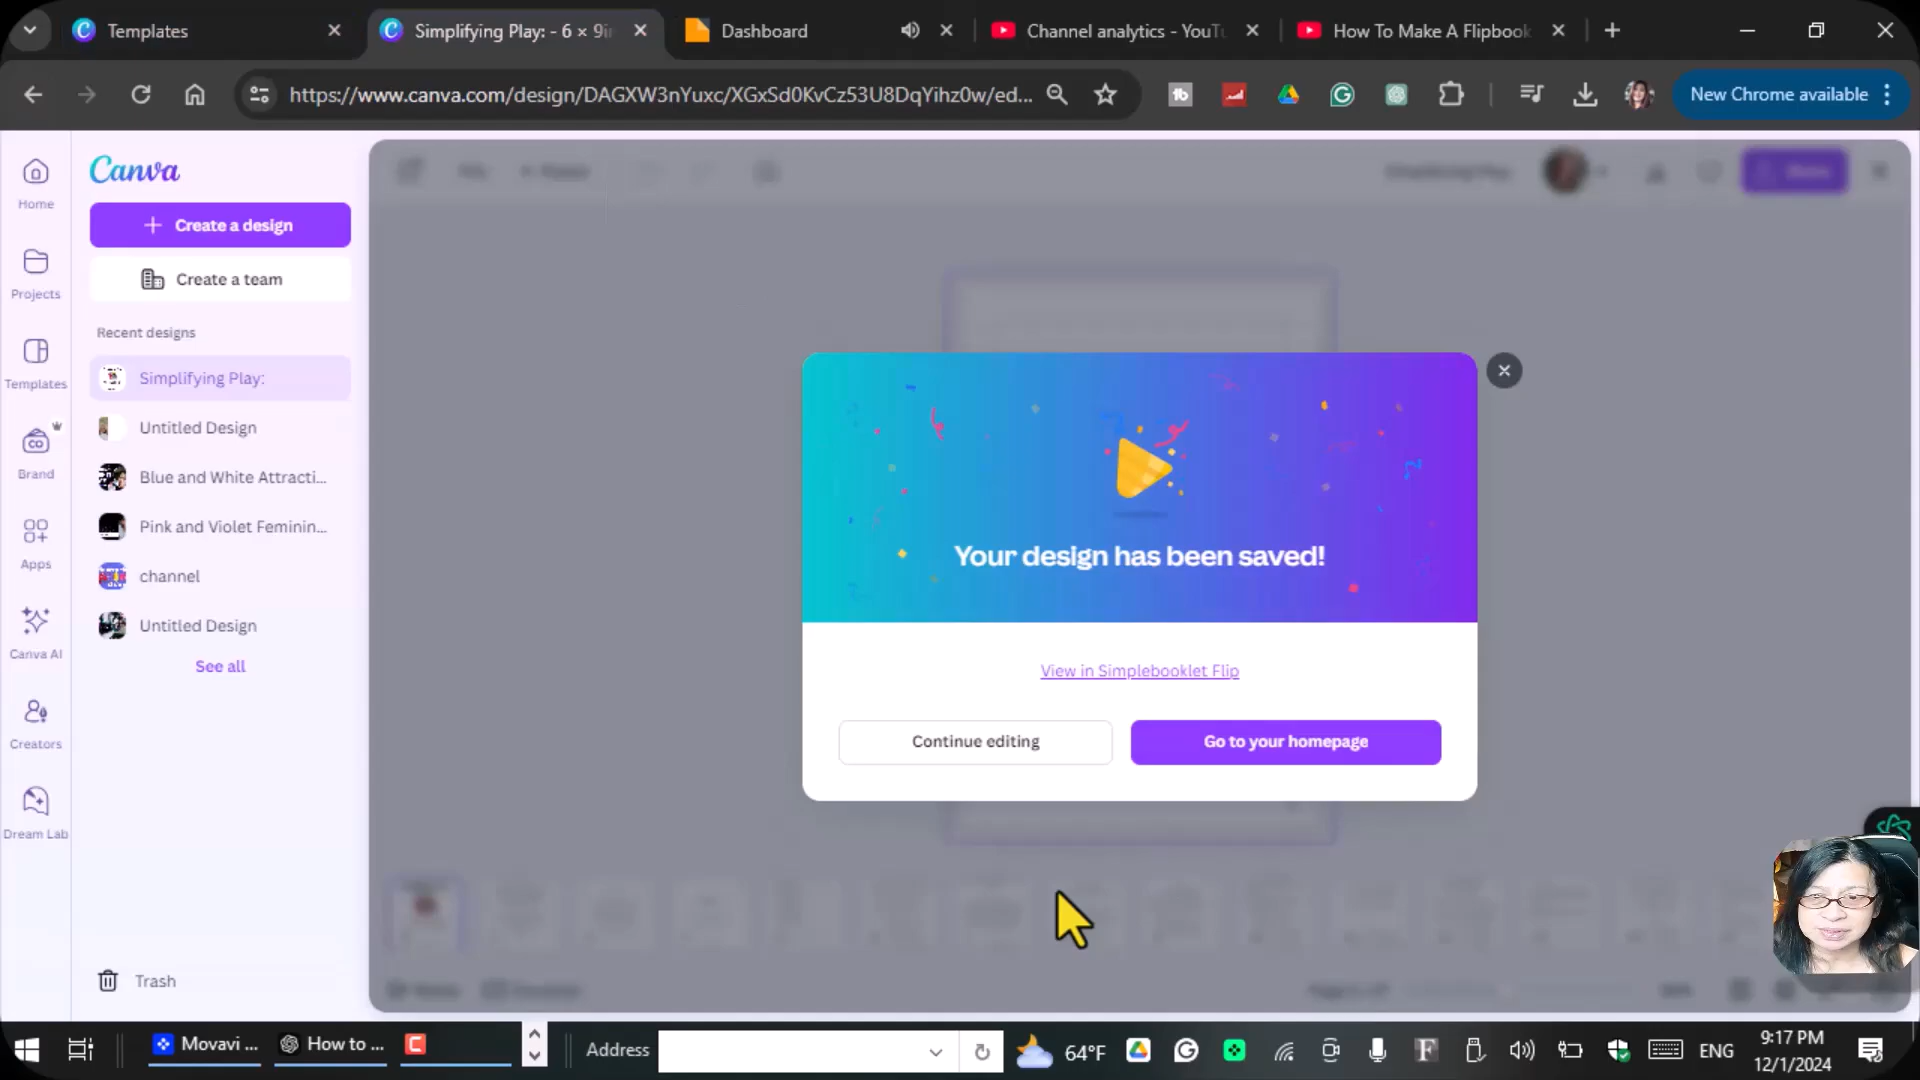 Templates
Simplifying Play: - 6 × 9in
Dashboard
Channel analytics - YouTu
How To Make A Flipbook
https://www.canva.com/design/DAGXW3nYuxc/XGxSd0KvCz53U8DqYihz0w/ed...
New Chrome available
Canva
Home
Create a design
Create a team
Projects
Recent designs
Templates
Simplifying Play:
Untitled Design
Brand
Blue and White Attracti...
Pink and Violet Feminin...
Apps
channel
Untitled Design
Canva AI
See all
Creators
Dream Lab
Trash
Your design has been saved!
View in Simplebooklet Flip
Continue editing
Go to your homepage
Movavi ...
How to ...
Address
64°F
ENG
9:17 PM
12/1/2024